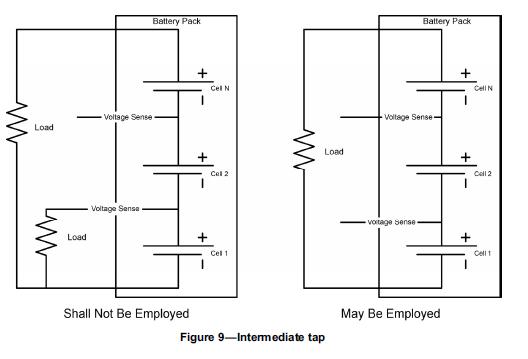 Battery Pack
+
Cell N
Voltage Sense
Load
+
Cell 2
Voltage Sense
Load
+
Cell 1
Shall Not Be Employed
Battery Pack
+
Cell N
Voltage Sense
Load
+
Cell 2
Voltage Sense
+
Cell 1
May Be Employed
Figure 9—Intermediate tap